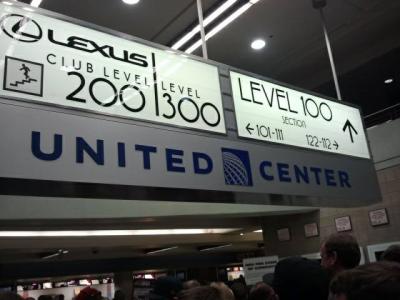 LEXUS
CLUB LEVEL
200
LEVEL
300
LEVEL 100
SECTION
←101-111
122-112→
UNITED CENTER